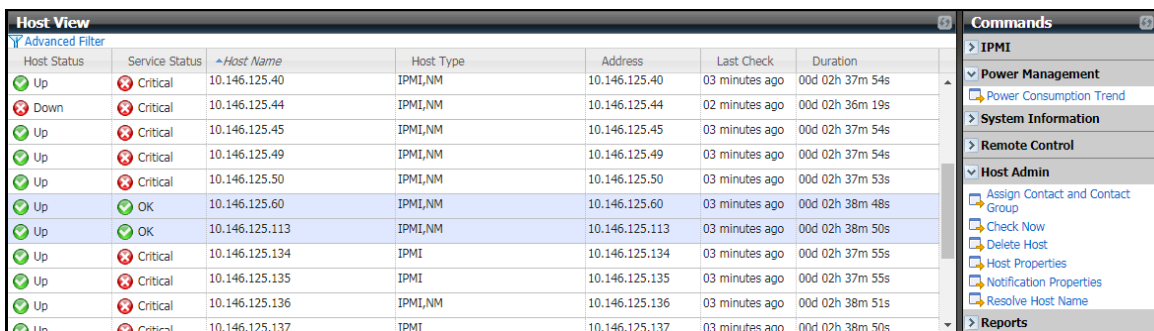 Host View
Advanced Filter
Host Status Service Status Host Name Host Type Address Last Check Duration
Up Critical 10.146.125.40 IPMI,NM 10.146.125.40 03 minutes ago 00d 02h 37m 54s
Down Critical 10.146.125.44 IPMI,NM 10.146.125.44 02 minutes ago 00d 02h 36m 19s
Up Critical 10.146.125.45 IPMI,NM 10.146.125.45 03 minutes ago 00d 02h 37m 54s
Up Critical 10.146.125.49 IPMI,NM 10.146.125.49 03 minutes ago 00d 02h 37m 54s
Up Critical 10.146.125.50 IPMI,NM 10.146.125.50 03 minutes ago 00d 02h 37m 53s
Up OK 10.146.125.60 IPMI,NM 10.146.125.60 03 minutes ago 00d 02h 38m 48s
Up OK 10.146.125.113 IPMI,NM 10.146.125.113 03 minutes ago 00d 02h 38m 50s
Up Critical 10.146.125.134 IPMI 10.146.125.134 03 minutes ago 00d 02h 37m 55s
Up Critical 10.146.125.135 IPMI 10.146.125.135 03 minutes ago 00d 02h 37m 55s
Up Critical 10.146.125.136 IPMI,NM 10.146.125.136 03 minutes ago 00d 02h 38m 51s
Up Critical 10.146.125.137 IPMI 10.146.125.137 03 minutes ago 00d 02h 38m 50s
Commands
IPMI
Power Management
Power Consumption Trend
System Information
Remote Control
Host Admin
Assign Contact and Contact
Group
Check Now
Delete Host
Host Properties
Notification Properties
Resolve Host Name
Reports